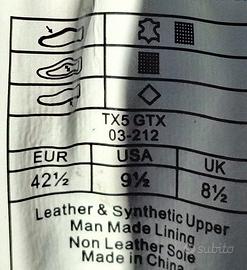 TX5 GTX
03-212
EUR USA UK
42½ 9½ 8½
Leather & Synthetic Upper
Man Made Lining
Non Leather Sole
Made in China
subito